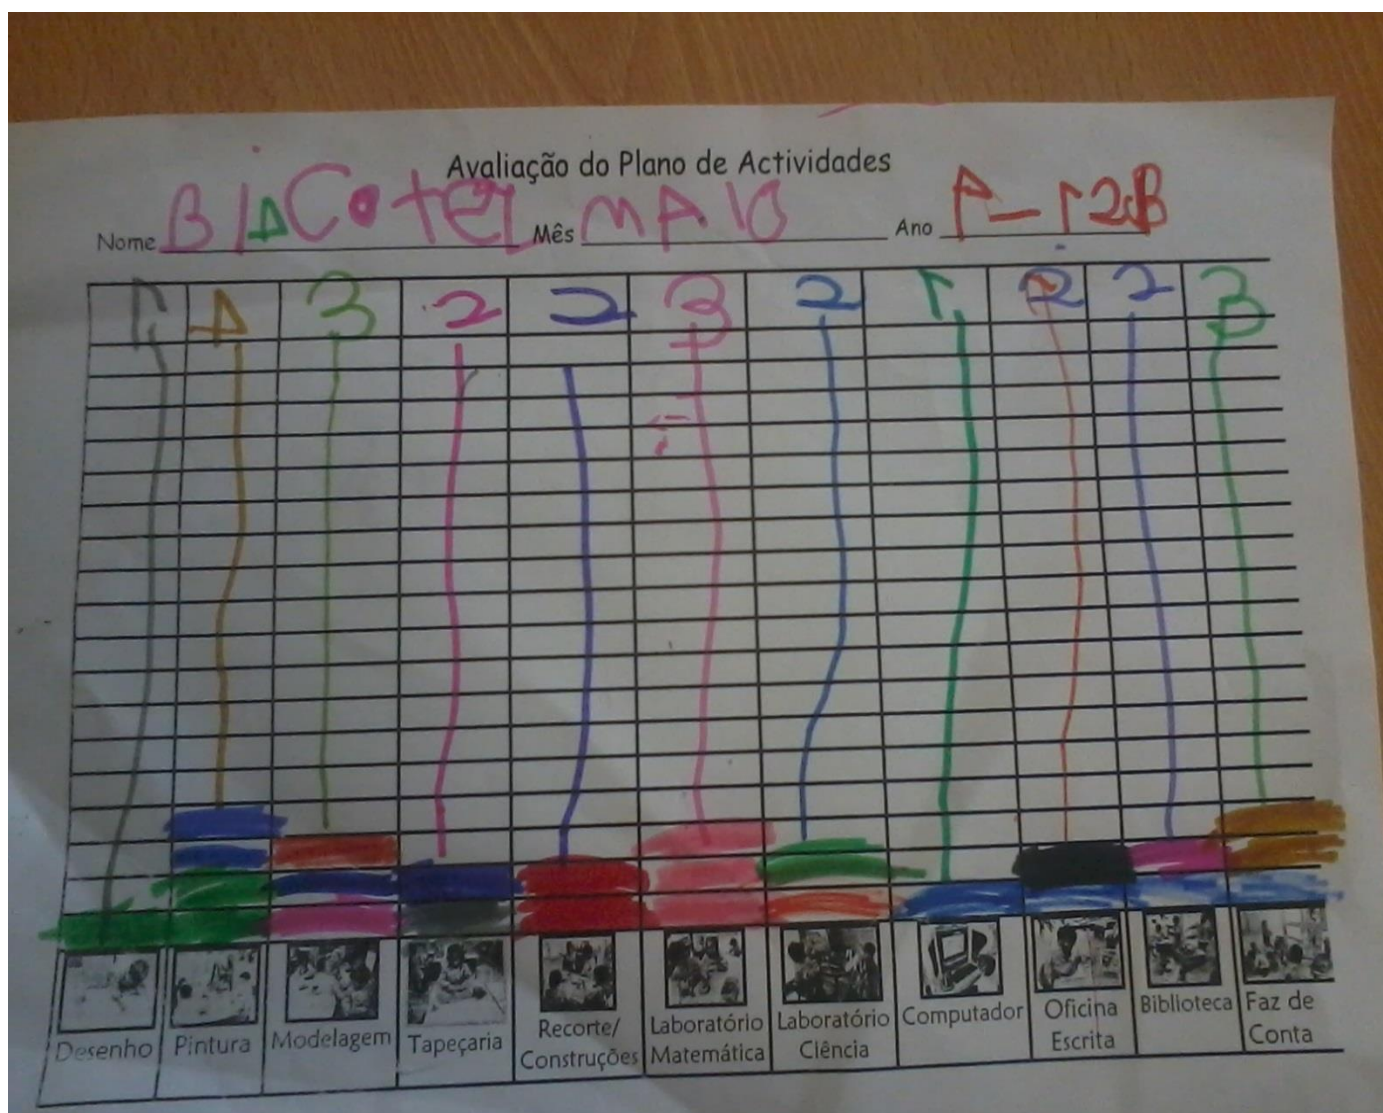 Avaliação do Plano de Actividades
Nome Mês MAIO Ano
1 4 3 2 2 3 2 1 2 2 3
Desenho Pintura Modelagem Tapeçaria Recorte/ Construções Laboratório Matemática Laboratório Ciência Computador Oficina Escrita Biblioteca Faz de Conta